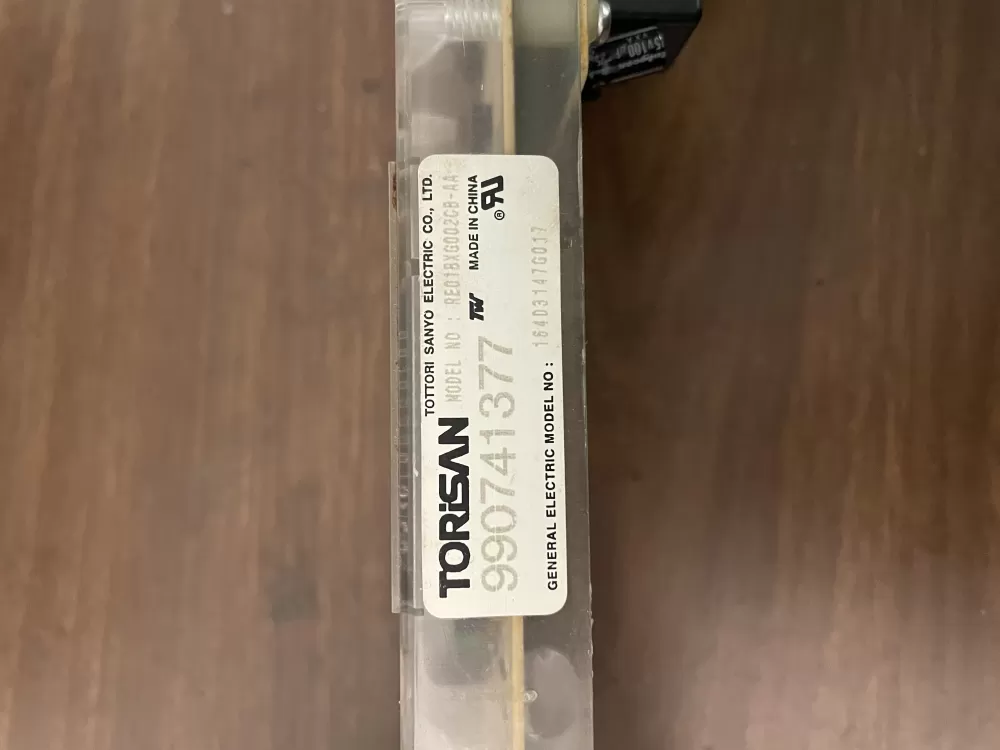 TOTTORI SANYO ELECTRIC CO., LTD.
MODEL NO : RE01BXG002CB-AA
TORiSAN
MADE IN CHINA
990741377
GENERAL ELECTRIC MODEL NO : 164D3147G017